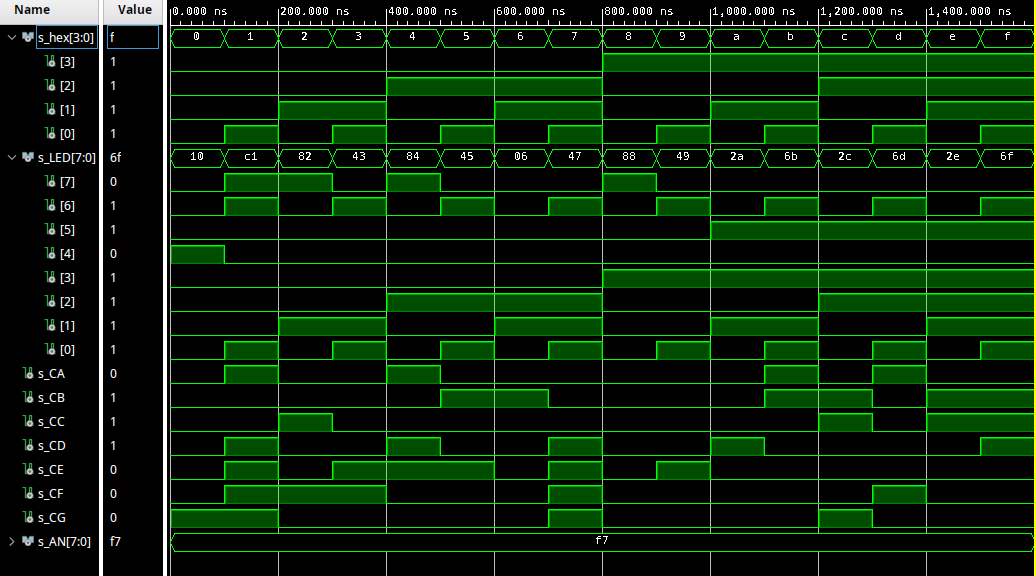 Name Value 0.000 ns 200.000 ns 400.000 ns 600.000 ns 800.000 ns 1,000.000 ns 1,200.000 ns 1,400.000 ns
s_hex[3:0] f 0 1 2 3 4 5 6 7 8 9 a b c d e f
[3] 1
[2] 1
[1] 1
[0] 1
s_LED[7:0] 6f 10 c1 82 43 84 45 06 47 88 49 2a 6b 2c 6d 2e 6f
[7] 0
[6] 1
[5] 1
[4] 0
[3] 1
[2] 1
[1] 1
[0] 1
s_CA 0
s_CB 1
s_CC 1
s_CD 1
s_CE 0
s_CF 0
s_CG 0
s_AN[7:0] f7 f7